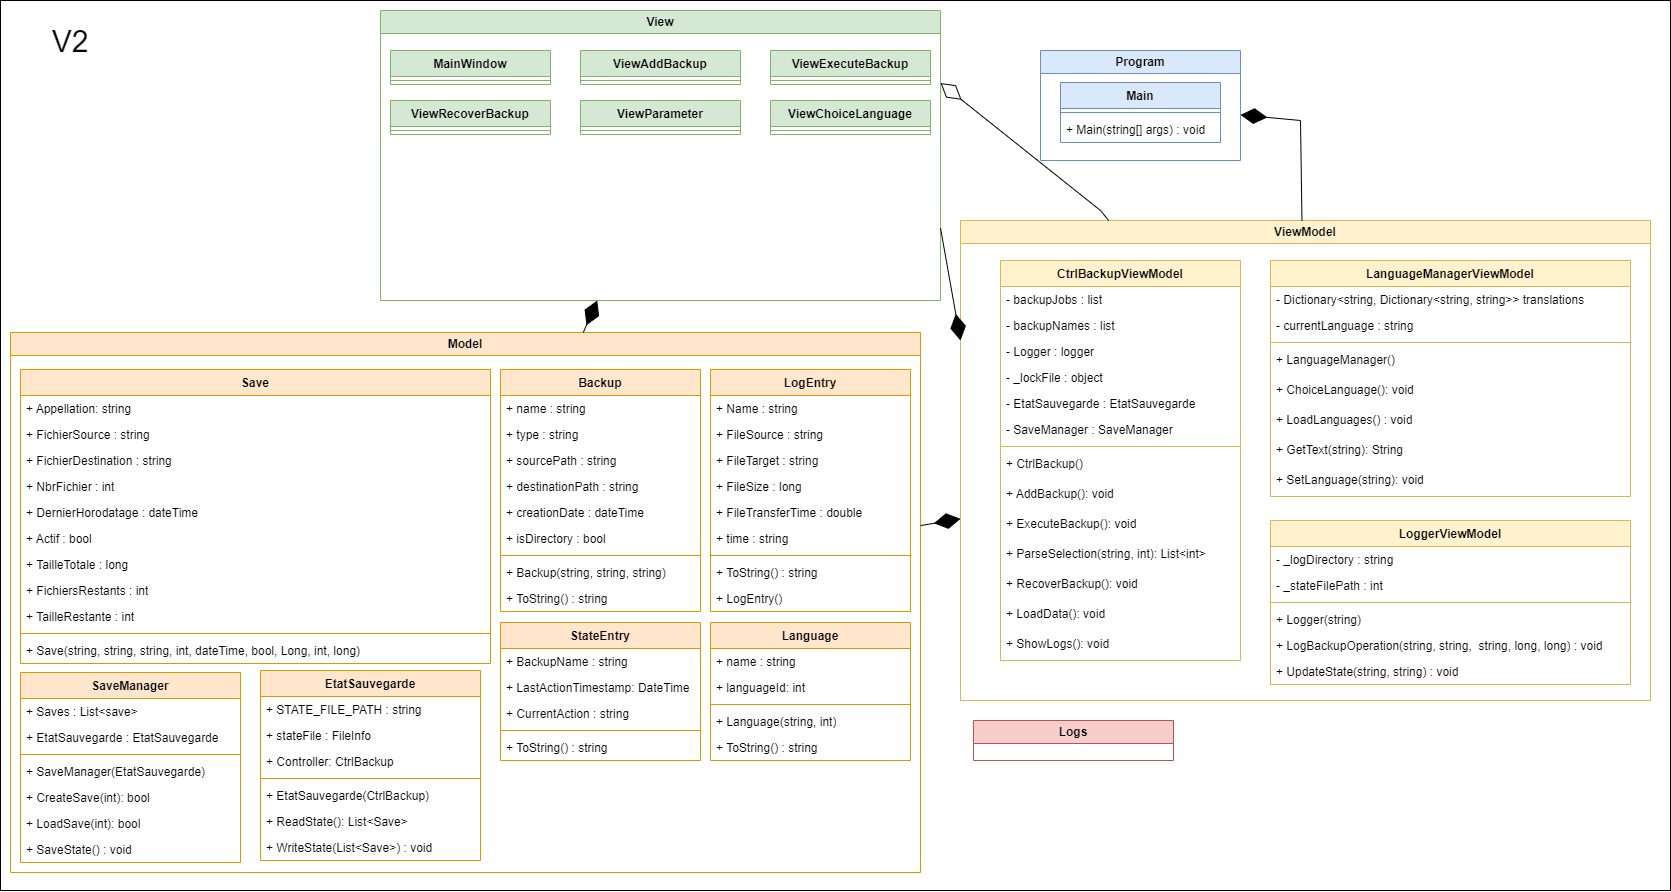 V2
View
MainWindow
ViewAddBackup
ViewExecuteBackup
ViewRecoverBackup
ViewParameter
ViewChoiceLanguage
Program
Main
+ Main(string[] args) : void
ViewModel
CtrlBackupViewModel
- backupJobs : list
- backupNames : list
- Logger : logger
- _lockFile : object
- EtatSauvegarde : EtatSauvegarde
- SaveManager : SaveManager
+ CtrlBackup()
+ AddBackup(): void
+ ExecuteBackup(): void
+ ParseSelection(string, int): List<int>
+ RecoverBackup(): void
+ LoadData(): void
+ ShowLogs(): void
LanguageManagerViewModel
- Dictionary<string, Dictionary<string, string>> translations
- currentLanguage : string
+ LanguageManager()
+ ChoiceLanguage(): void
+ LoadLanguages() : void
+ GetText(string): String
+ SetLanguage(string): void
LoggerViewModel
- _logDirectory : string
- _stateFilePath : int
+ Logger(string)
+ LogBackupOperation(string, string, string, long, long) : void
+ UpdateState(string, string) : void
Model
Save
+ Appellation: string
+ FichierSource : string
+ FichierDestination : string
+ NbrFichier : int
+ DernierHorodatage : dateTime
+ Actif : bool
+ TailleTotale : long
+ FichiersRestants : int
+ TailleRestante : int
+ Save(string, string, string, int, dateTime, bool, Long, int, long)
Backup
+ name : string
+ type : string
+ sourcePath : string
+ destinationPath : string
+ creationDate : dateTime
+ isDirectory : bool
+ Backup(string, string, string)
+ ToString() : string
LogEntry
+ Name : string
+ FileSource : string
+ FileTarget : string
+ FileSize : long
+ FileTransferTime : double
+ time : string
+ ToString() : string
+ LogEntry()
StateEntry
+ BackupName : string
+ LastActionTimestamp: DateTime
+ CurrentAction : string
+ ToString() : string
Language
+ name : string
+ languageId: int
+ Language(string, int)
+ ToString() : string
SaveManager
+ Saves : List<save>
+ EtatSauvegarde : EtatSauvegarde
+ SaveManager(EtatSauvegarde)
+ CreateSave(int): bool
+ LoadSave(int): bool
+ SaveState() : void
EtatSauvegarde
+ STATE_FILE_PATH : string
+ stateFile : FileInfo
+ Controller: CtrlBackup
+ EtatSauvegarde(CtrlBackup)
+ ReadState(): List<Save>
+ WriteState(List<Save>) : void
Logs